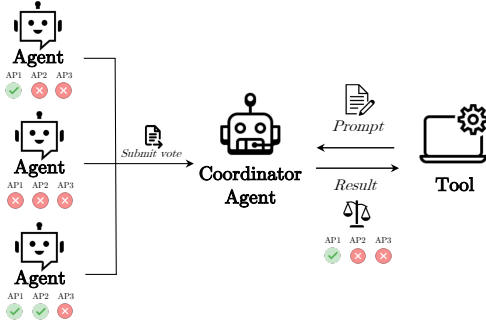 Agent
AP1 AP2 AP3
Agent
AP1 AP2 AP3
Agent
AP1 AP2 AP3
Submit vote
Coordinator
Agent
Prompt
Result
AP1 AP2 AP3
Tool